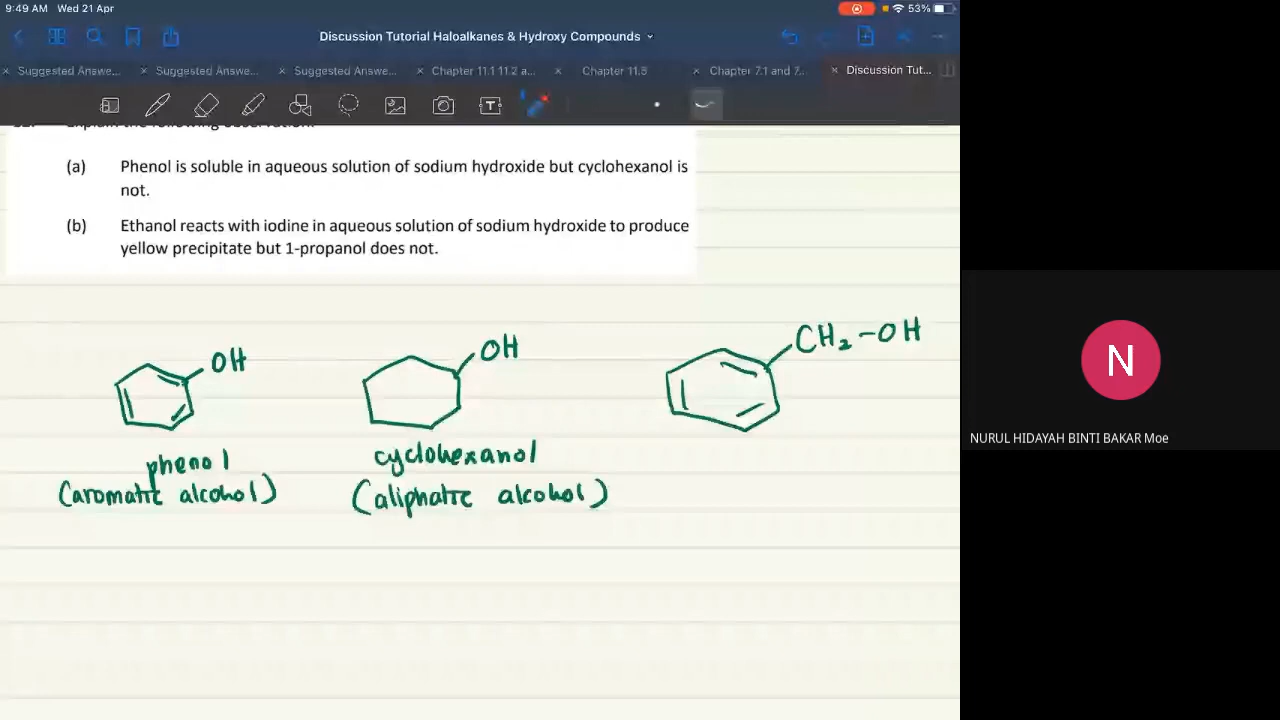 9:49 AM Wed 21 Apr
53%
Discussion Tutorial Haloalkanes & Hydroxy Compounds
Suggested Answe...
Suggested Answe...
Suggested Answe...
Chapter 11.1 11.2 a...
Chapter 11.5
Chapter 7.1 and 7...
Discussion Tut...
Explain the following observation.
(a) Phenol is soluble in aqueous solution of sodium hydroxide but cyclohexanol is
not.
(b) Ethanol reacts with iodine in aqueous solution of sodium hydroxide to produce
yellow precipitate but 1-propanol does not.
OH
OH
CH₂-OH
phenol
(aromatic alcohol)
cyclohexanol
(aliphatic alcohol)
N
NURUL HIDAYAH BINTI BAKAR Moe